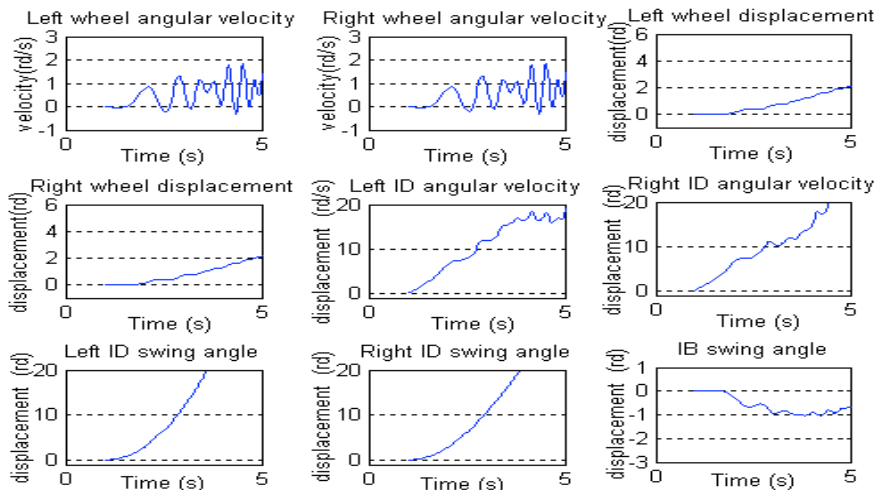 Left wheel angular velocity
velocity(rd/s)
3
2
1
0
-1
0
5
Time (s)
Right wheel angular velocity
velocity(rd/s)
3
2
1
0
-1
0
5
Time (s)
Left wheel displacement
displacement(rd)
6
4
2
0
0
5
Time (s)
Right wheel displacement
displacement(rd)
6
4
2
0
0
5
Time (s)
Left ID angular velocity
displacement (rd/s)
20
10
0
0
5
Time (s)
Right ID angular velocity
displacement (rd)
20
10
0
0
5
Time (s)
Left ID swing angle
displacement (rd)
20
10
0
0
5
Time (s)
Right ID swing angle
displacement (rd)
20
10
0
0
5
Time (s)
IB swing angle
displacement (rd)
1
0
-1
-2
-3
0
5
Time (s)